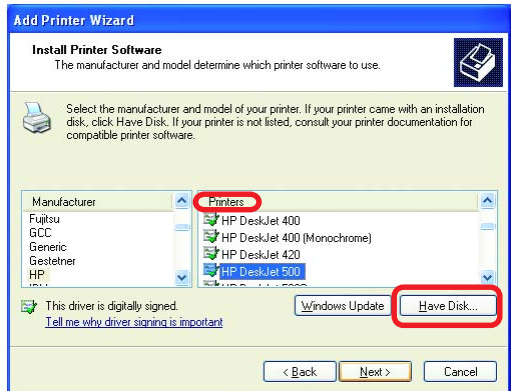 Add Printer Wizard
Install Printer Software
The manufacturer and model determine which printer software to use.
Select the manufacturer and model of your printer. If your printer came with an installation
disk, click Have Disk. If your printer is not listed, consult your printer documentation for
compatible printer software.
Manufacturer
Fujitsu
GCC
Generic
Gestetner
HP
Printers
HP DeskJet 400
HP DeskJet 400 (Monochrome)
HP DeskJet 420
HP DeskJet 500
This driver is digitally signed.
Tell me why driver signing is important
Windows Update
Have Disk...
< Back
Next >
Cancel